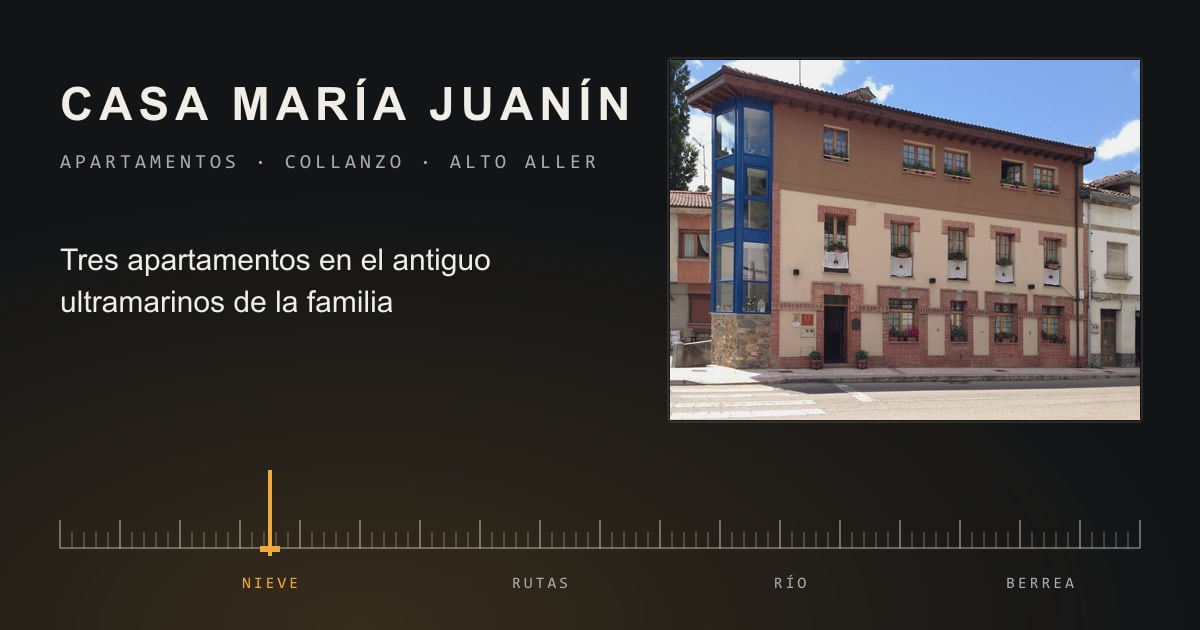 CASA MARÍA JUANÍN
APARTAMENTOS · COLLANZO · ALTO ALLER
Tres apartamentos en el antiguo
ultramarinos de la familia
NIEVE
RUTAS
RÍO
BERREA